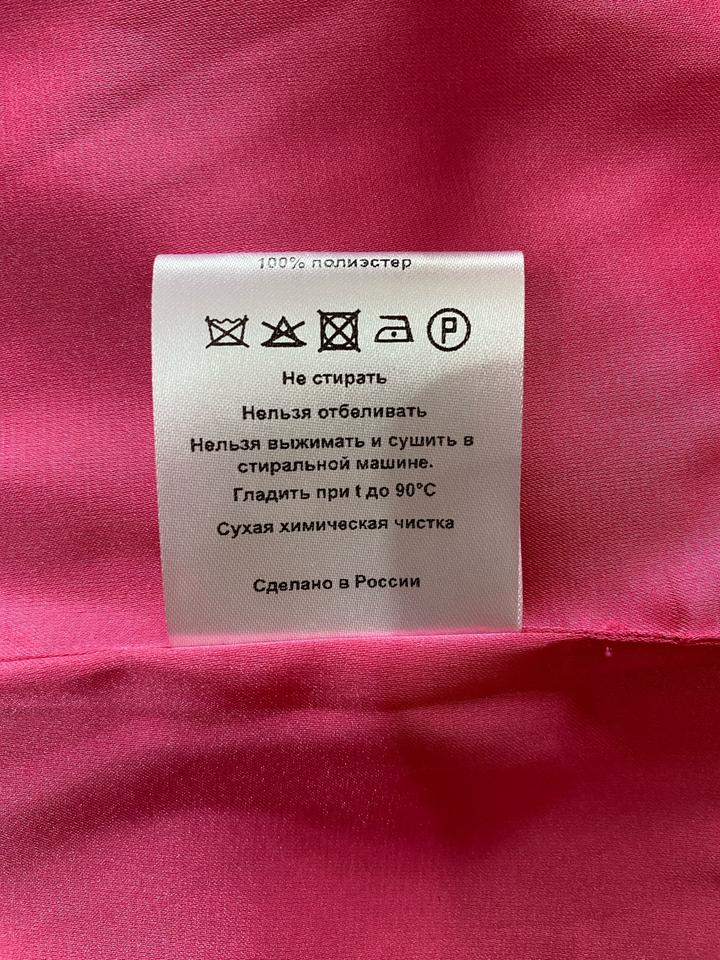 100% полиэстер
P
Не стирать
Нельзя отбеливать
Нельзя выжимать и сушить в
стиральной машине.
Гладить при t до 90°C
Сухая химическая чистка
Сделано в России